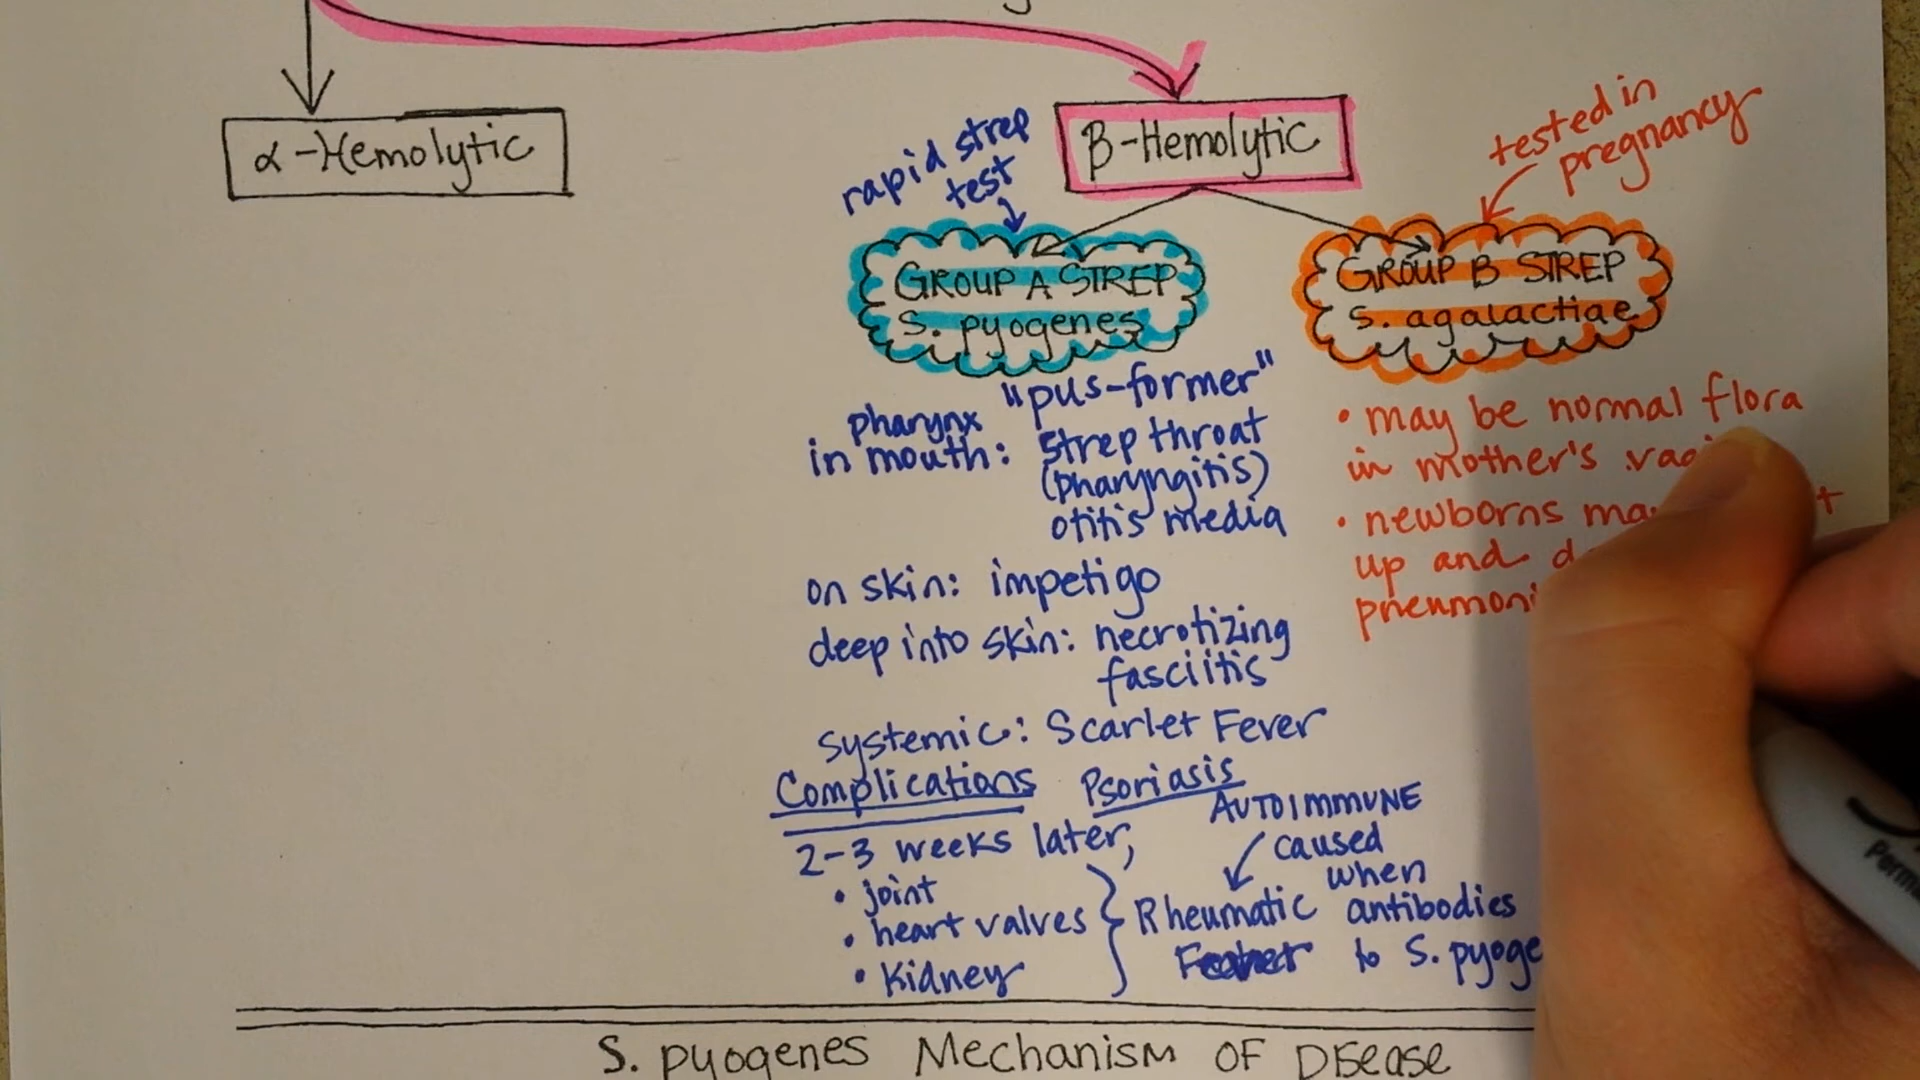 α-Hemolytic
β-Hemolytic
rapid strep
test
tested in
pregnancy
GROUP A STREP
S. pyogenes
GROUP B STREP
S. agalactiae
"pus-former"
pharynx
in mouth: strep throat
(pharyngitis)
otitis media
on skin: impetigo
deep into skin: necrotizing
fasciitis
systemic: Scarlet Fever
Complications
Psoriasis
2-3 weeks later,
• joint
• heart valves
• kidney
AUTOIMMUNE
caused
when
Rheumatic antibodies
to S. pyoge
• may be normal flora
in mother's
• newborns
up and
S. pyogenes Mechanism of Disease